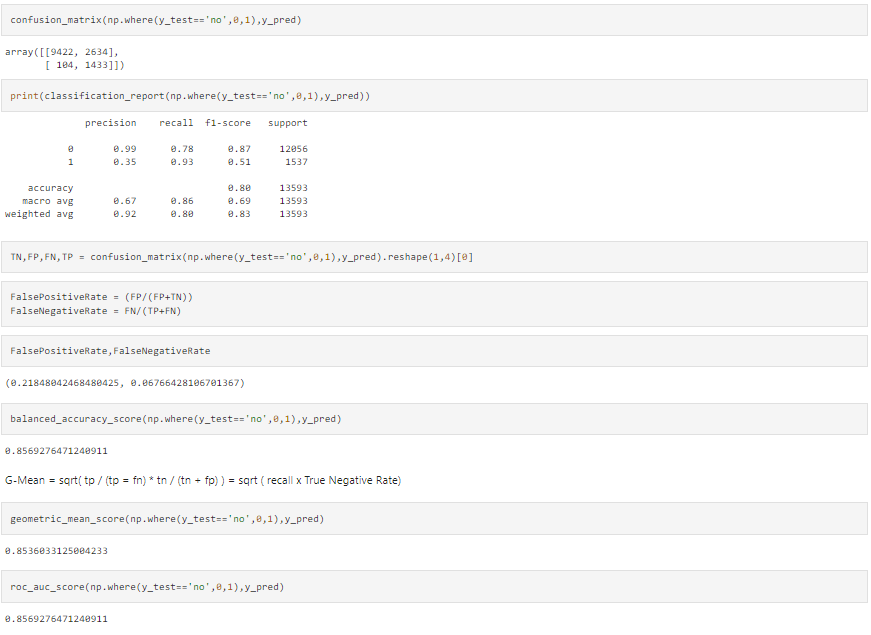 confusion_matrix(np.where(y_test=='no',0,1),y_pred)
array([[9422, 2634],
[ 104, 1433]])
print(classification_report(np.where(y_test=='no',0,1),y_pred))
precision recall f1-score support
0 0.99 0.78 0.87 12056
1 0.35 0.93 0.51 1537
accuracy 0.80 13593
macro avg 0.67 0.86 0.69 13593
weighted avg 0.92 0.80 0.83 13593
TN,FP,FN,TP = confusion_matrix(np.where(y_test=='no',0,1),y_pred).reshape(1,4)[0]
FalsePositiveRate = (FP/(FP+TN))
FalseNegativeRate = FN/(TP+FN)
FalsePositiveRate,FalseNegativeRate
(0.21848042468480425, 0.06766428106701367)
balanced_accuracy_score(np.where(y_test=='no',0,1),y_pred)
0.8569276471240911
G-Mean = sqrt( tp / (tp = fn) * tn / (tn + fp) ) = sqrt ( recall x True Negative Rate)
geometric_mean_score(np.where(y_test=='no',0,1),y_pred)
0.8536033125004233
roc_auc_score(np.where(y_test=='no',0,1),y_pred)
0.8569276471240911